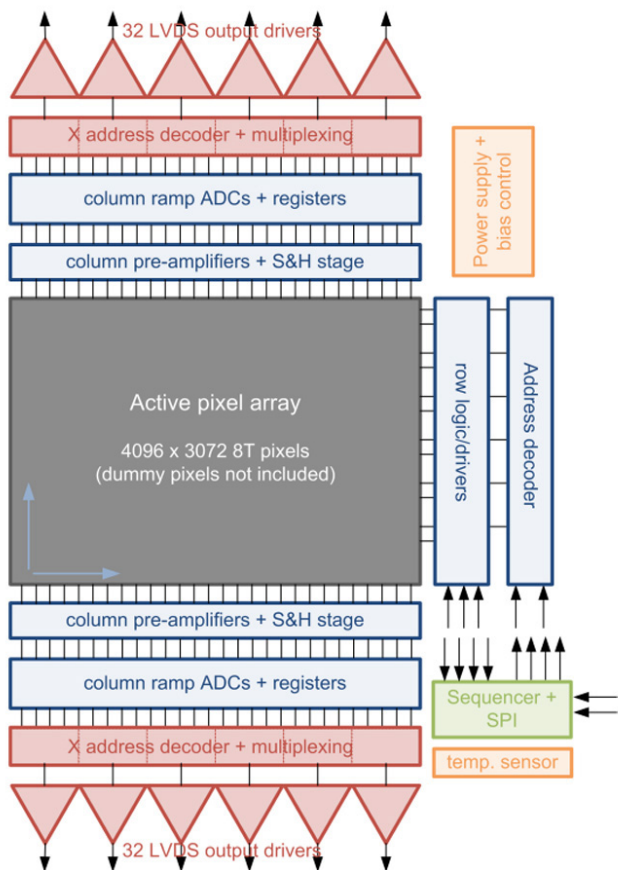 32 LVDS output drivers
X address decoder + multiplexing
column ramp ADCs + registers
column pre-amplifiers + S&H stage
Power supply +
bias control
Active pixel array
4096 x 3072 8T pixels
(dummy pixels not included)
row logic/drivers
Address decoder
column pre-amplifiers + S&H stage
column ramp ADCs + registers
X address decoder + multiplexing
32 LVDS output drivers
Sequencer +
SPI
temp. sensor